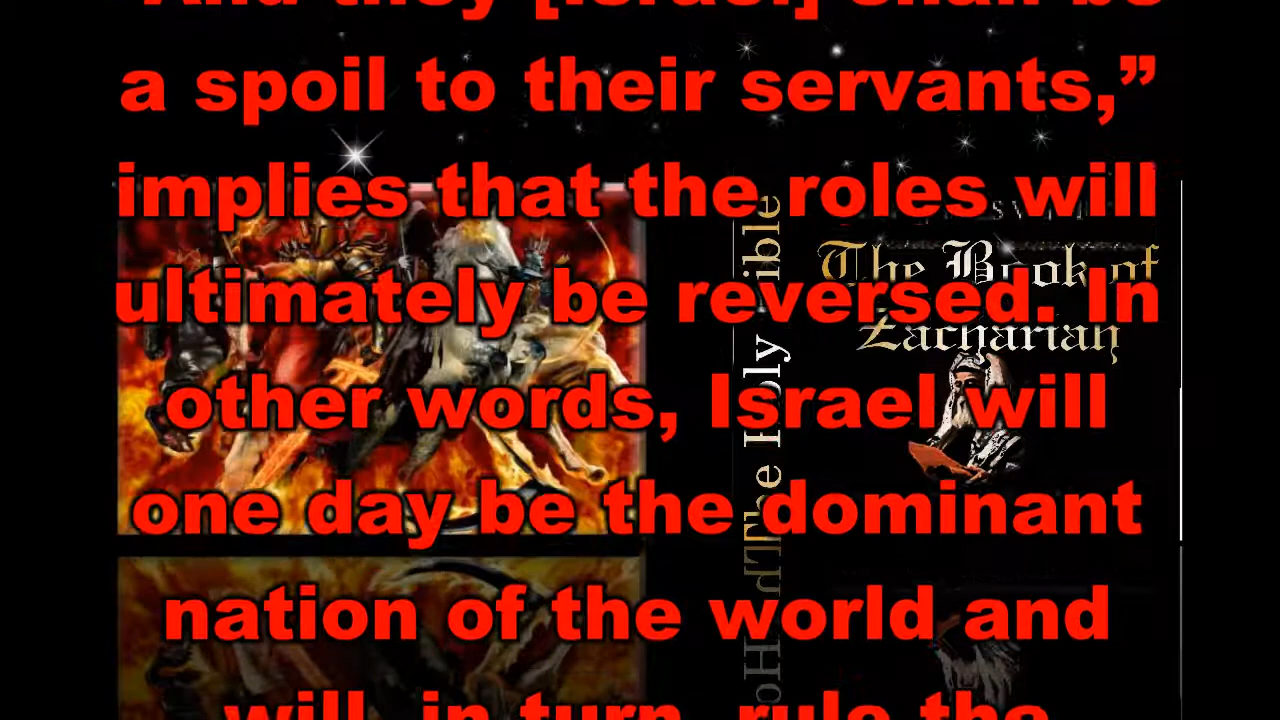 “And they [Israel] shall be
a spoil to their servants,”
implies that the roles will
ultimately be reversed. In
other words, Israel will
one day be the dominant
nation of the world and
will, in turn, rule the
The Book of
Zachariah
The Holy Bible